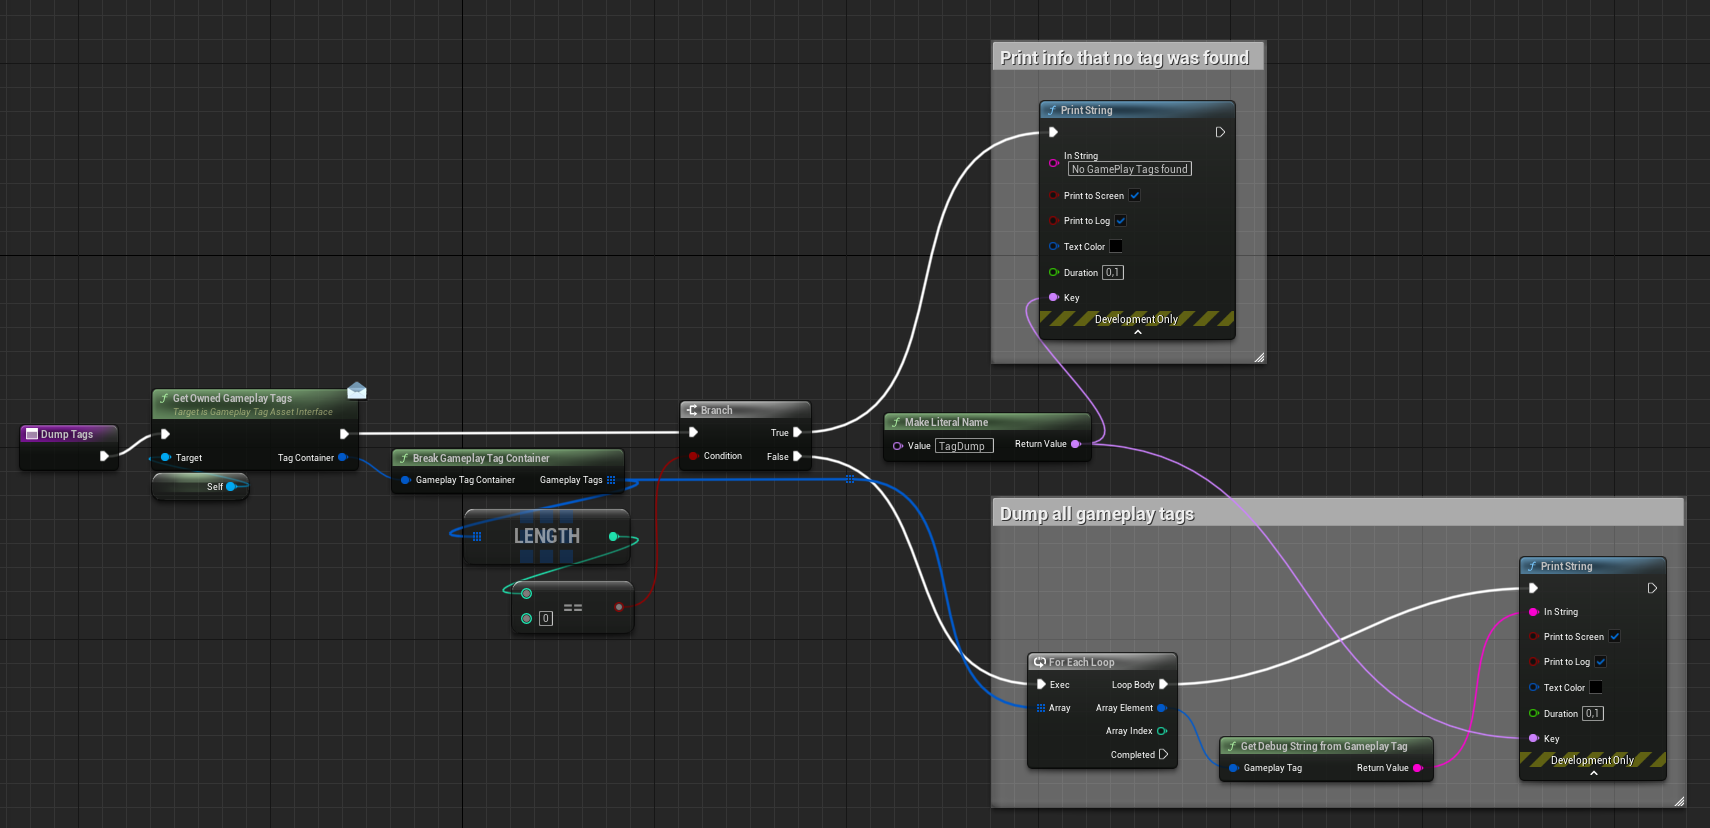 Print info that no tag was found
Print String
In String
No GamePlay Tags found
Print to Screen
Print to Log
Text Color
Duration 0,1
Key
Development Only
Dump Tags
Get Owned Gameplay Tags
Target is Gameplay Tag Asset Interface
Target Tag Container
Self
Break Gameplay Tag Container
Gameplay Tag Container Gameplay Tags
LENGTH
==
0
Branch
True
Condition False
Make Literal Name
Value TagDump Return Value
Dump all gameplay tags
For Each Loop
Exec Loop Body
Array Array Element
Array Index
Completed
Get Debug String from Gameplay Tag
Gameplay Tag Return Value
Print String
In String
Print to Screen
Print to Log
Text Color
Duration 0,1
Key
Development Only